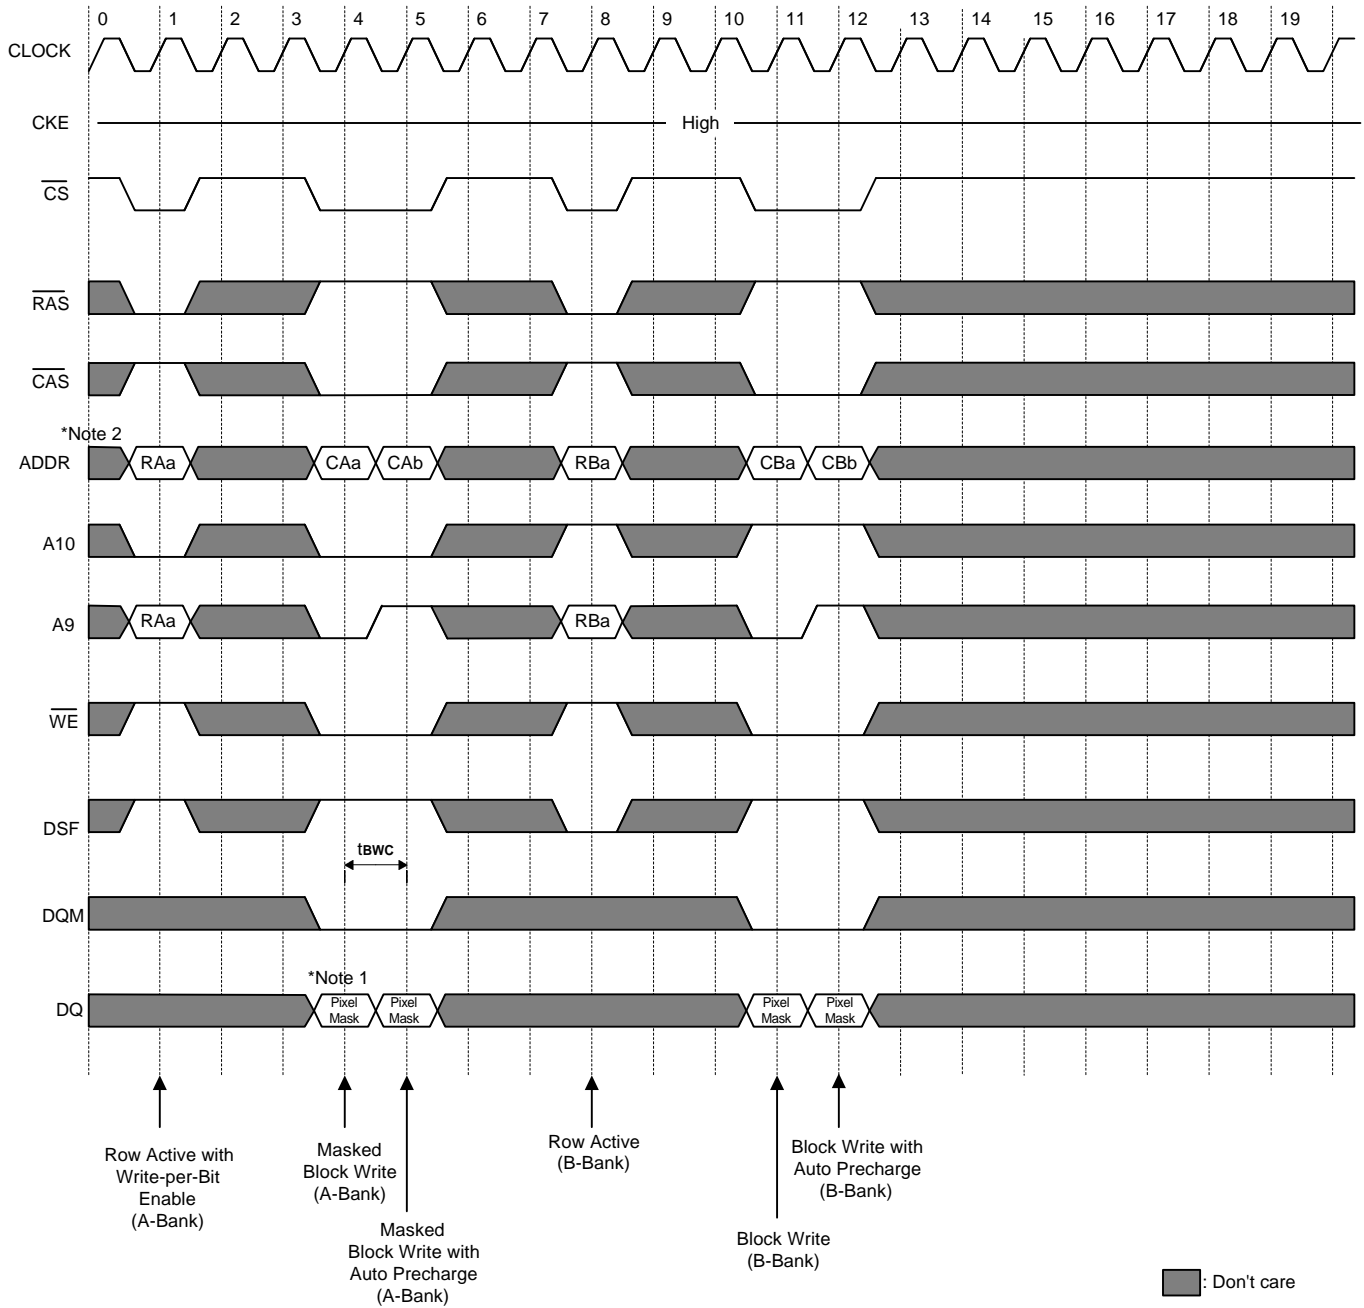 0 1 2 3 4 5 6 7 8 9 10 11 12 13 14 15 16 17 18 19
CLOCK
CKE High
CS
RAS
CAS
*Note 2
ADDR RAa CAa CAb RBa CBa CBb
A10
A9 RAa RBa
WE
DSF
tBWC
DQM
*Note 1
DQ Pixel Mask Pixel Mask Pixel Mask Pixel Mask
Row Active with
Write-per-Bit
Enable
(A-Bank)
Masked
Block Write
(A-Bank)
Masked
Block Write with
Auto Precharge
(A-Bank)
Row Active
(B-Bank)
Block Write
(B-Bank)
Block Write with
Auto Precharge
(B-Bank)
: Don't care